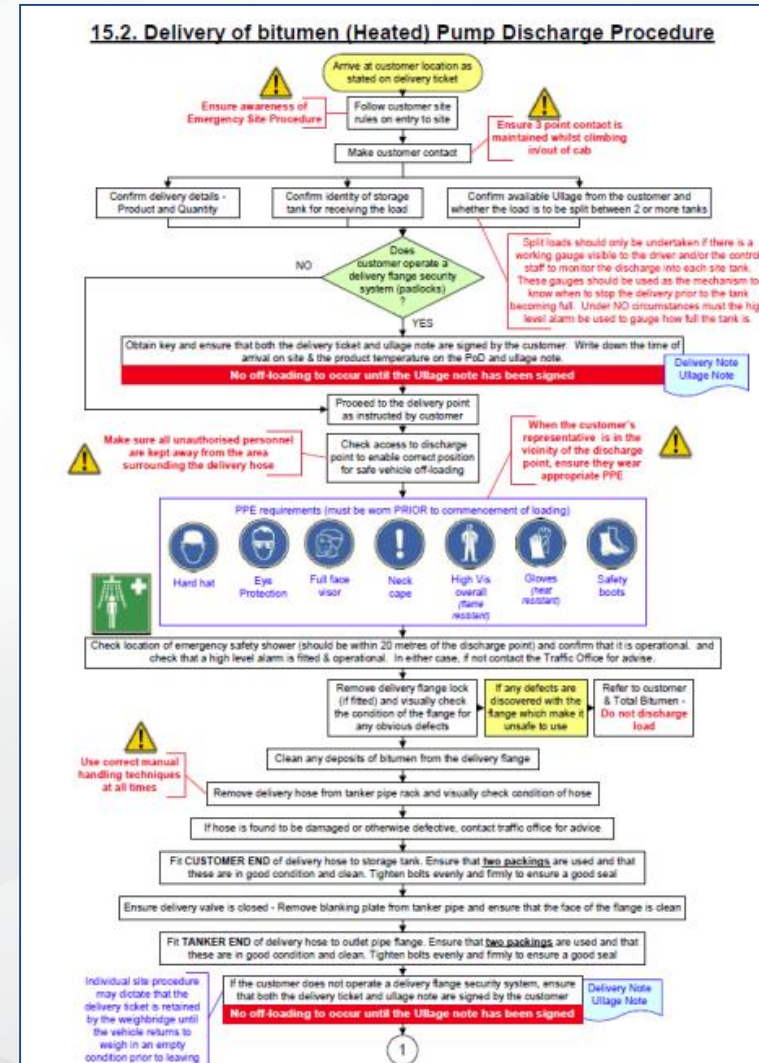 15.2. Delivery of bitumen (Heated) Pump Discharge Procedure
Arrive at customer location as
stated on delivery ticket
Ensure awareness of
Emergency Site Procedure
Follow customer site
rules on entry to site
Ensure 3 point contact is
maintained whilst climbing
in/out of cab
Make customer contact
Confirm delivery details -
Product and Quantity
Confirm identity of storage
tank for receiving the load
Confirm available Ullage from the customer and
whether the load is to be split between 2 or more tanks
Does
customer operate a
delivery flange security
system (padlocks)
?
NO
YES
Split loads should only be undertaken if there is a
working gauge visible to the driver and/or the control
staff to monitor the discharge into each site tank.
These gauges should be used as the mechanism to
know when to stop the delivery prior to the tank
becoming full. Under NO circumstances must the high
level alarm be used to gauge how full the tank is.
Obtain key and ensure that both the delivery ticket and ullage note are signed by the customer. Write down the time of
arrival on site & the product temperature on the PoD and ullage note.
No off-loading to occur until the Ullage note has been signed
Delivery Note
Ullage Note
Proceed to the delivery point
as instructed by customer
Make sure all unauthorised personnel
are kept away from the area
surrounding the delivery hose
Check access to discharge
point to enable correct position
for safe vehicle off-loading
When the customer's
representative is in the
vicinity of the discharge
point, ensure they wear
appropriate PPE
PPE requirements (must be worn PRIOR to commencement of loading)
Hard hat
Eye
Protection
Full face
visor
Neck
cape
High Vis
overall
(flame
resistant)
Gloves
(heat
resistant)
Safety
boots
Check location of emergency safety shower (should be within 20 metres of the discharge point) and confirm that it is operational. and
check that a high level alarm is fitted & operational. In either case, if not contact the Traffic Office for advise.
Remove delivery flange lock
(if fitted) and visually check
the condition of the flange for
any obvious defects
If any defects are
discovered with the
flange which make it
unsafe to use
Refer to customer
& Total Bitumen -
Do not discharge
load
Use correct manual
handling techniques
at all times
Clean any deposits of bitumen from the delivery flange
Remove delivery hose from tanker pipe rack and visually check condition of hose
If hose is found to be damaged or otherwise defective, contact traffic office for advice
Fit CUSTOMER END of delivery hose to storage tank. Ensure that two packings are used and that
these are in good condition and clean. Tighten bolts evenly and firmly to ensure a good seal
Ensure delivery valve is closed - Remove blanking plate from tanker pipe and ensure that the face of the flange is clean
Fit TANKER END of delivery hose to outlet pipe flange. Ensure that two packings are used and that
these are in good condition and clean. Tighten bolts evenly and firmly to ensure a good seal
Individual site procedure
may dictate that the
delivery ticket is retained
by the weighbridge until
the vehicle returns to
weigh in an empty
condition prior to leaving
If the customer does not operate a delivery flange security system, ensure
that both the delivery ticket and ullage note are signed by the customer
No off-loading to occur until the Ullage note has been signed
Delivery Note
Ullage Note
1